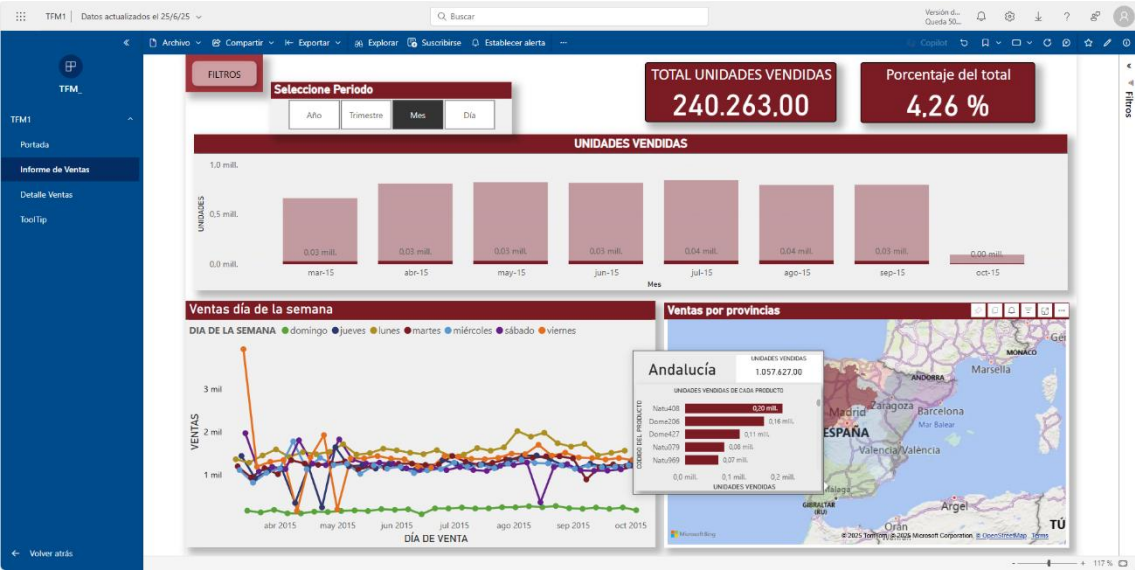 TFM1 | Datos actualizados el 25/6/25
Buscar
Versión d...
Queda 50...
Archivo
Compartir
Exportar
Explorar
Suscribirse
Establecer alerta
Copilot
TFM_
TFM1
Portada
Informe de Ventas
Detalle Ventas
ToolTip
Volver atrás
Filtros
FILTROS
Seleccione Periodo
Año
Trimestre
Mes
Día
TOTAL UNIDADES VENDIDAS
240.263,00
Porcentaje del total
4,26 %
UNIDADES VENDIDAS
UNIDADES
1,0 mill.
0,5 mill.
0,0 mill.
0,03 mill.
0,03 mill.
0,03 mill.
0,03 mill.
0,04 mill.
0,04 mill.
0,03 mill.
0,00 mill.
mar-15
abr-15
may-15
jun-15
jul-15
ago-15
sep-15
oct-15
Mes
Ventas día de la semana
DIA DE LA SEMANA domingo jueves lunes martes miércoles sábado viernes
VENTAS
3 mil
2 mil
1 mil
abr 2015
may 2015
jun 2015
jul 2015
ago 2015
sep 2015
oct 2015
DÍA DE VENTA
Ventas por provincias
Andalucía
UNIDADES VENDIDAS
1.057.627,00
UNIDADES VENDIDAS DE CADA PRODUCTO
CODIGO DEL PRODUCTO
Natu408
0,20 mill.
Dome206
0,16 mill.
Dome427
0,11 mill.
Natu079
0,08 mill.
Natu969
0,07 mill.
0,0 mill.
0,1 mill.
0,2 mill.
UNIDADES VENDIDAS
MONACO
Marsella
ANDORRA
Madrid
Zaragoza
Barcelona
Mar Balear
ESPAÑA
Valencia/València
Malaga
GIBRALTAR
(RU)
Argel
Orán
TÚ
Microsoft Bing
© 2025 TomTom, © 2025 Microsoft Corporation, © OpenStreetMap Terms
117 %